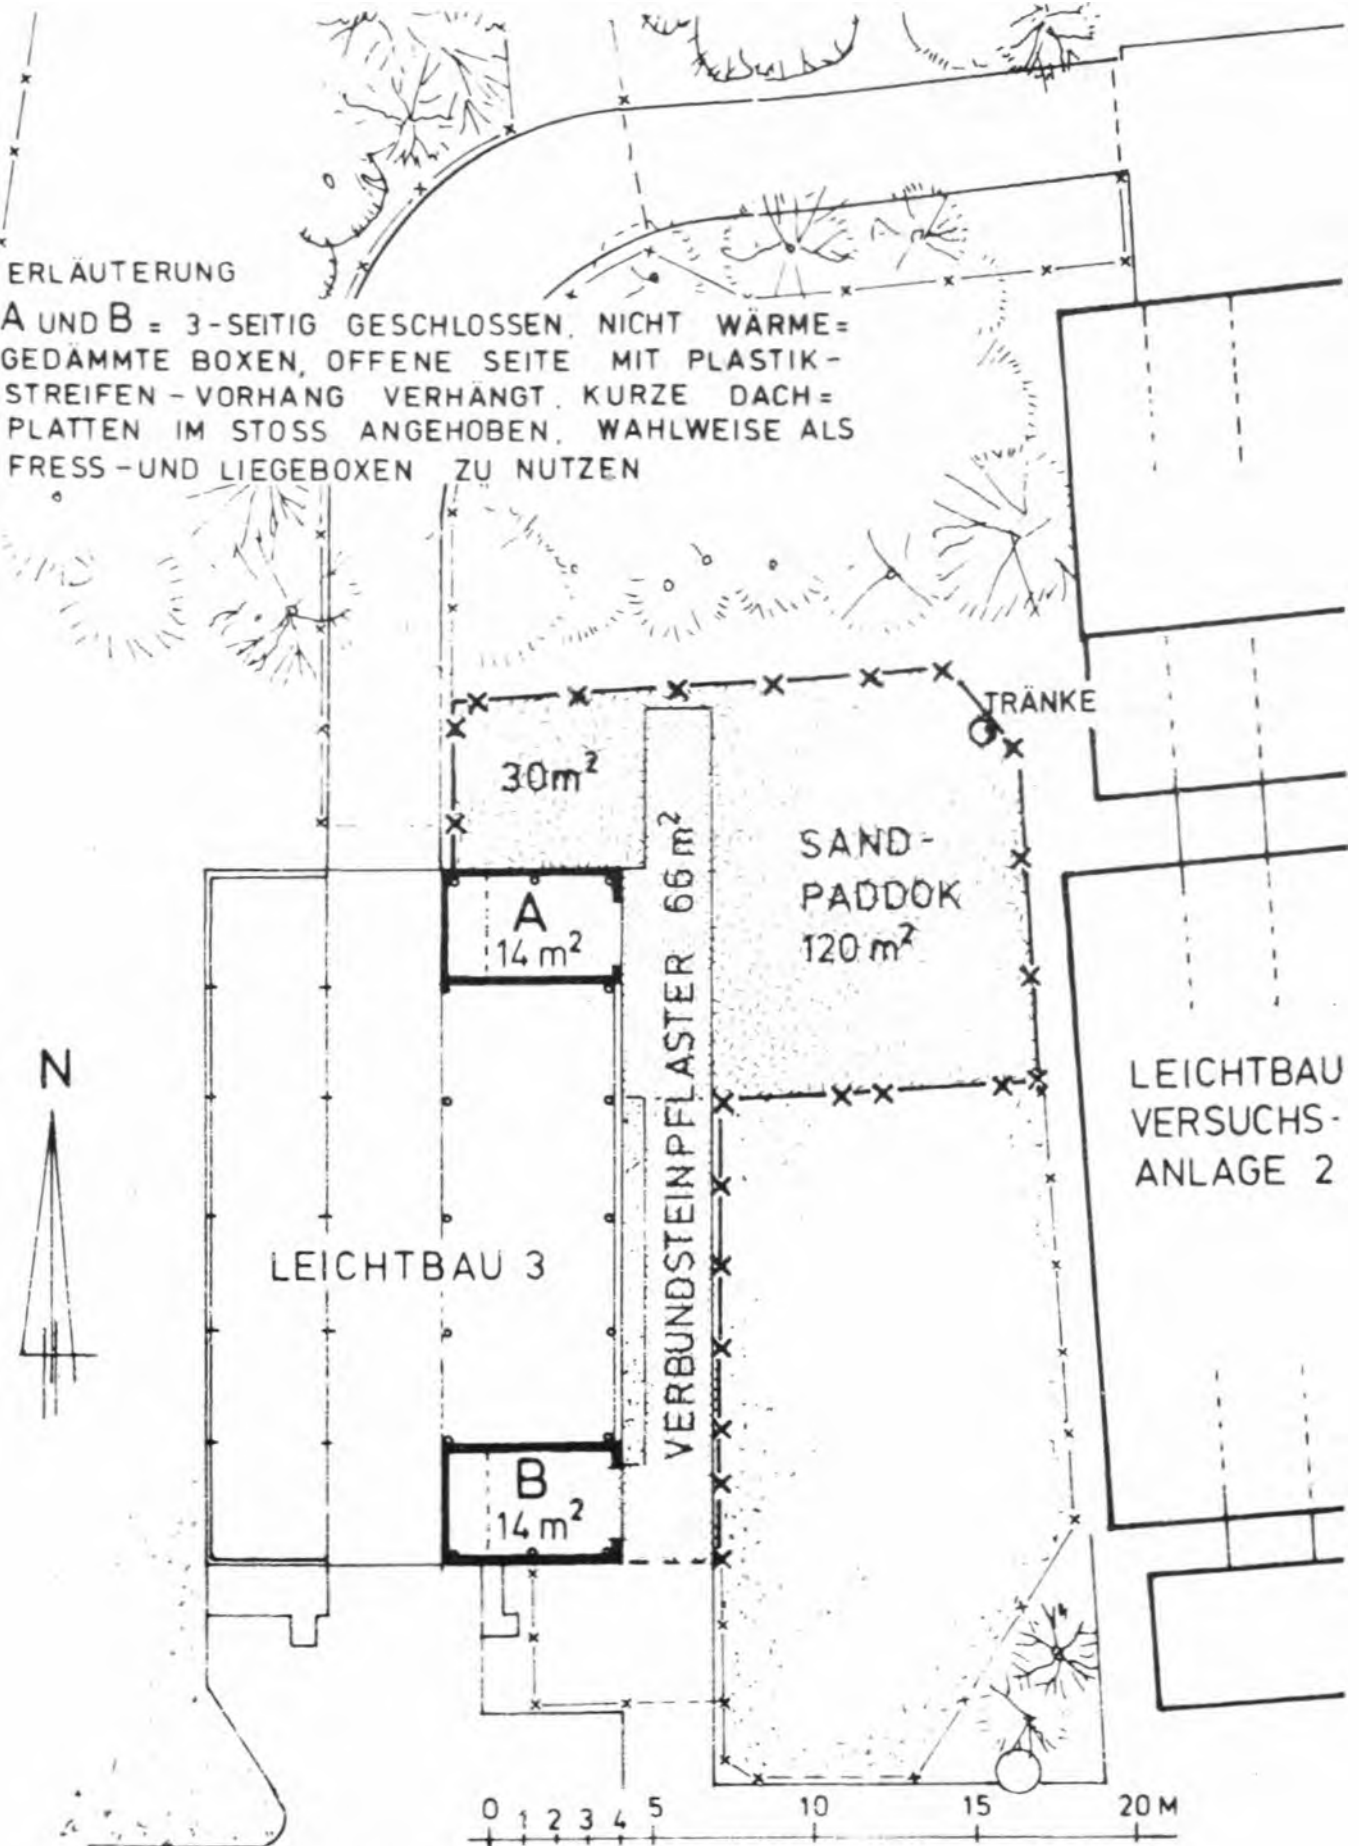 ERLÄUTERUNG
A UND B = 3-SEITIG GESCHLOSSEN, NICHT WÄRME=
GEDÄMMTE BOXEN, OFFENE SEITE MIT PLASTIK-
STREIFEN-VORHANG VERHÄNGT. KURZE DACH=
PLATTEN IM STOSS ANGEHOBEN. WAHLWEISE ALS
FRESS-UND LIEGEBOXEN ZU NUTZEN
TRÄNKE
30m²
SAND-
PADDOK
120 m²
VERBUNDSTEINPFLASTER 66 m²
A
14 m²
N
LEICHTBAU
VERSUCHS-
ANLAGE 2
LEICHTBAU 3
B
14 m²
0 1 2 3 4 5 10 15 20 M